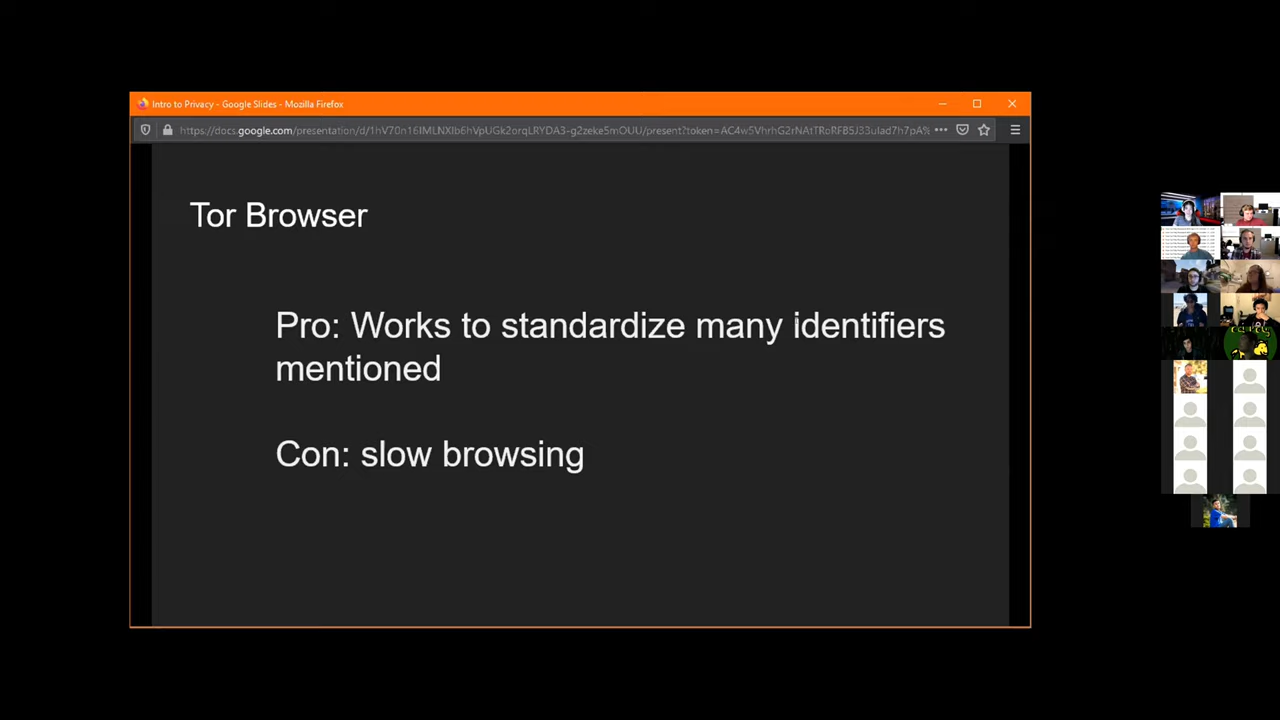 Intro to Privacy - Google Slides - Mozilla Firefox
Tor Browser
Pro: Works to standardize many identifiers
mentioned
Con: slow browsing